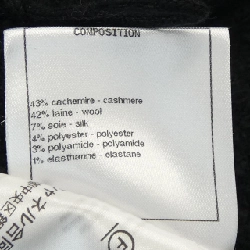 COMPOSITION
43% cachemire - cashmere
42% laine - wool
7% soie - silk
4% polyester - polyester
3% polyamide - polyamide
1% elasthanne - elastane